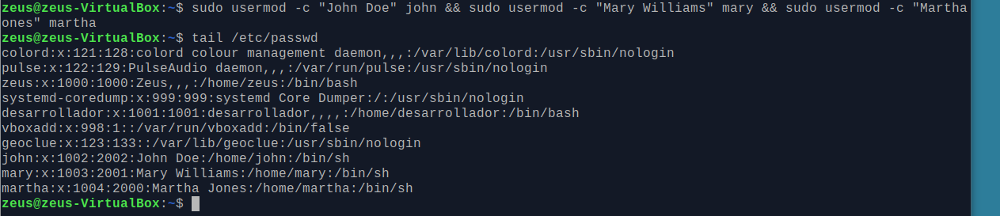 zeus@zeus-VirtualBox:~$ sudo usermod -c "John Doe" john && sudo usermod -c "Mary Williams" mary && sudo usermod -c "Martha
ones" martha
zeus@zeus-VirtualBox:~$ tail /etc/passwd
colord:x:121:128:colord colour management daemon,,,:/var/lib/colord:/usr/sbin/nologin
pulse:x:122:129:PulseAudio daemon,,,:/var/run/pulse:/usr/sbin/nologin
zeus:x:1000:1000:Zeus,,,:/home/zeus:/bin/bash
systemd-coredump:x:999:999:systemd Core Dumper:/:/usr/sbin/nologin
desarrollador:x:1001:1001:desarrollador,,,,:/home/desarrollador:/bin/bash
vboxadd:x:998:1::/var/run/vboxadd:/bin/false
geoclue:x:123:133::/var/lib/geoclue:/usr/sbin/nologin
john:x:1002:2002:John Doe:/home/john:/bin/sh
mary:x:1003:2001:Mary Williams:/home/mary:/bin/sh
martha:x:1004:2000:Martha Jones:/home/martha:/bin/sh
zeus@zeus-VirtualBox:~$